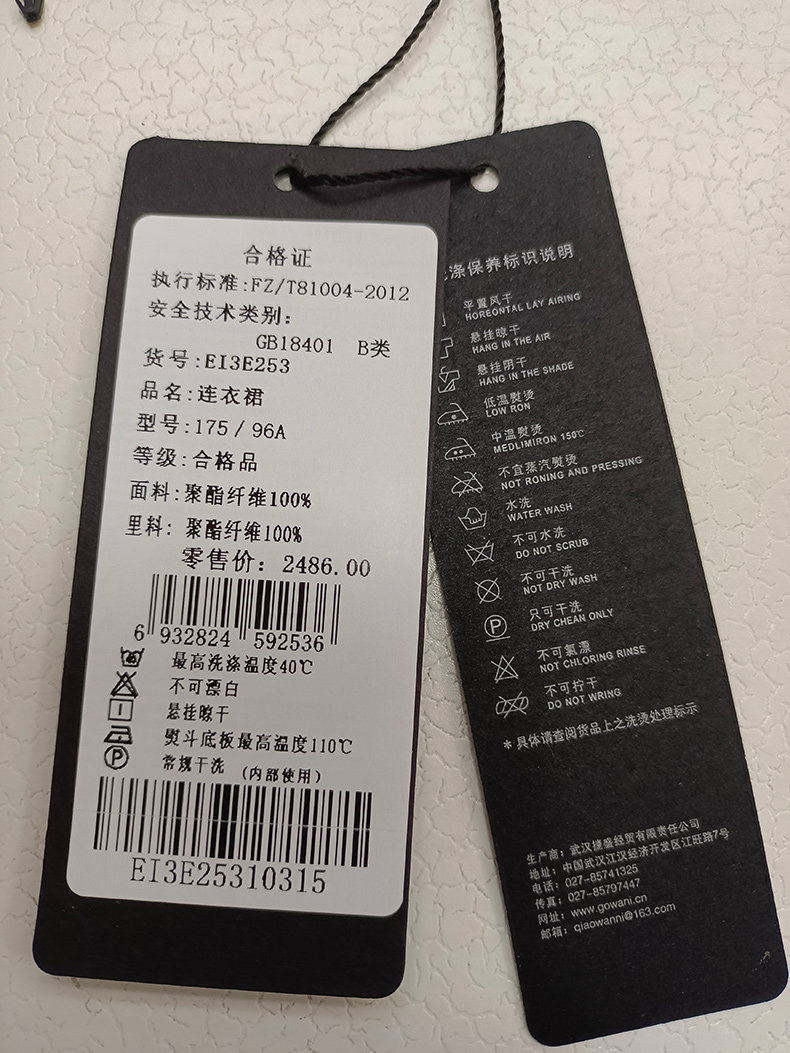 合格证
执行标准:FZ/T81004-2012
安全技术类别:
GB18401 B类
货号:EI3E253
品名:连衣裙
型号:175/96A
等级:合格品
面料:聚酯纤维100%
里料:聚酯纤维100%
零售价:2486.00
6 932824 592536
最高洗涤温度40℃
不可漂白
悬挂晾干
熨斗底板最高温度110℃
P 常规干洗 (内部使用)
EI3E25310315
涤保养标识说明
平置风干
HOREONTAL LAY AIRING
悬挂晾干
HANG IN THE AIR
悬挂阴干
HANG IN THE SHADE
低温熨烫
LOW RON
中温熨烫
MEDLIMIRON 150℃
不宜蒸汽熨烫
NOT RONING AND PRESSING
水洗
WATER WASH
不可水洗
DO NOT SCRUB
不可干洗
NOT DRY WASH
P 只可干洗
DRY CHEAN ONLY
不可氯漂
NOT CHLORING RINSE
不可拧干
DO NOT WRING
*具体请查阅货品上之洗烫处理标示
生产商:武汉捷盛经贸有限责任公司
地址:中国武汉江汉经济开发区江旺路7号
电话:027-85741325
传真:027-85797447
网址:www.gowani.cn
邮箱:qiaowanni@163.com